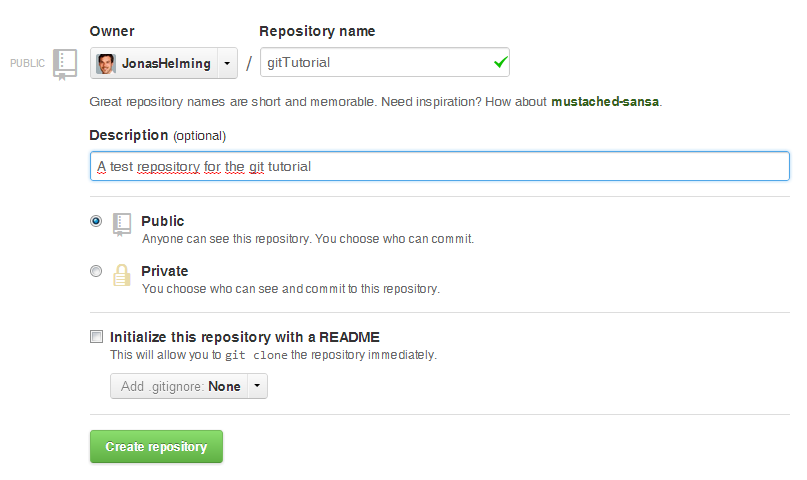 Owner Repository name
PUBLIC JonasHelming / gitTutorial
Great repository names are short and memorable. Need inspiration? How about mustached-sansa.
Description (optional)
A test repository for the git tutorial
Public
Anyone can see this repository. You choose who can commit.
Private
You choose who can see and commit to this repository.
Initialize this repository with a README
This will allow you to git clone the repository immediately.
Add .gitignore: None
Create repository